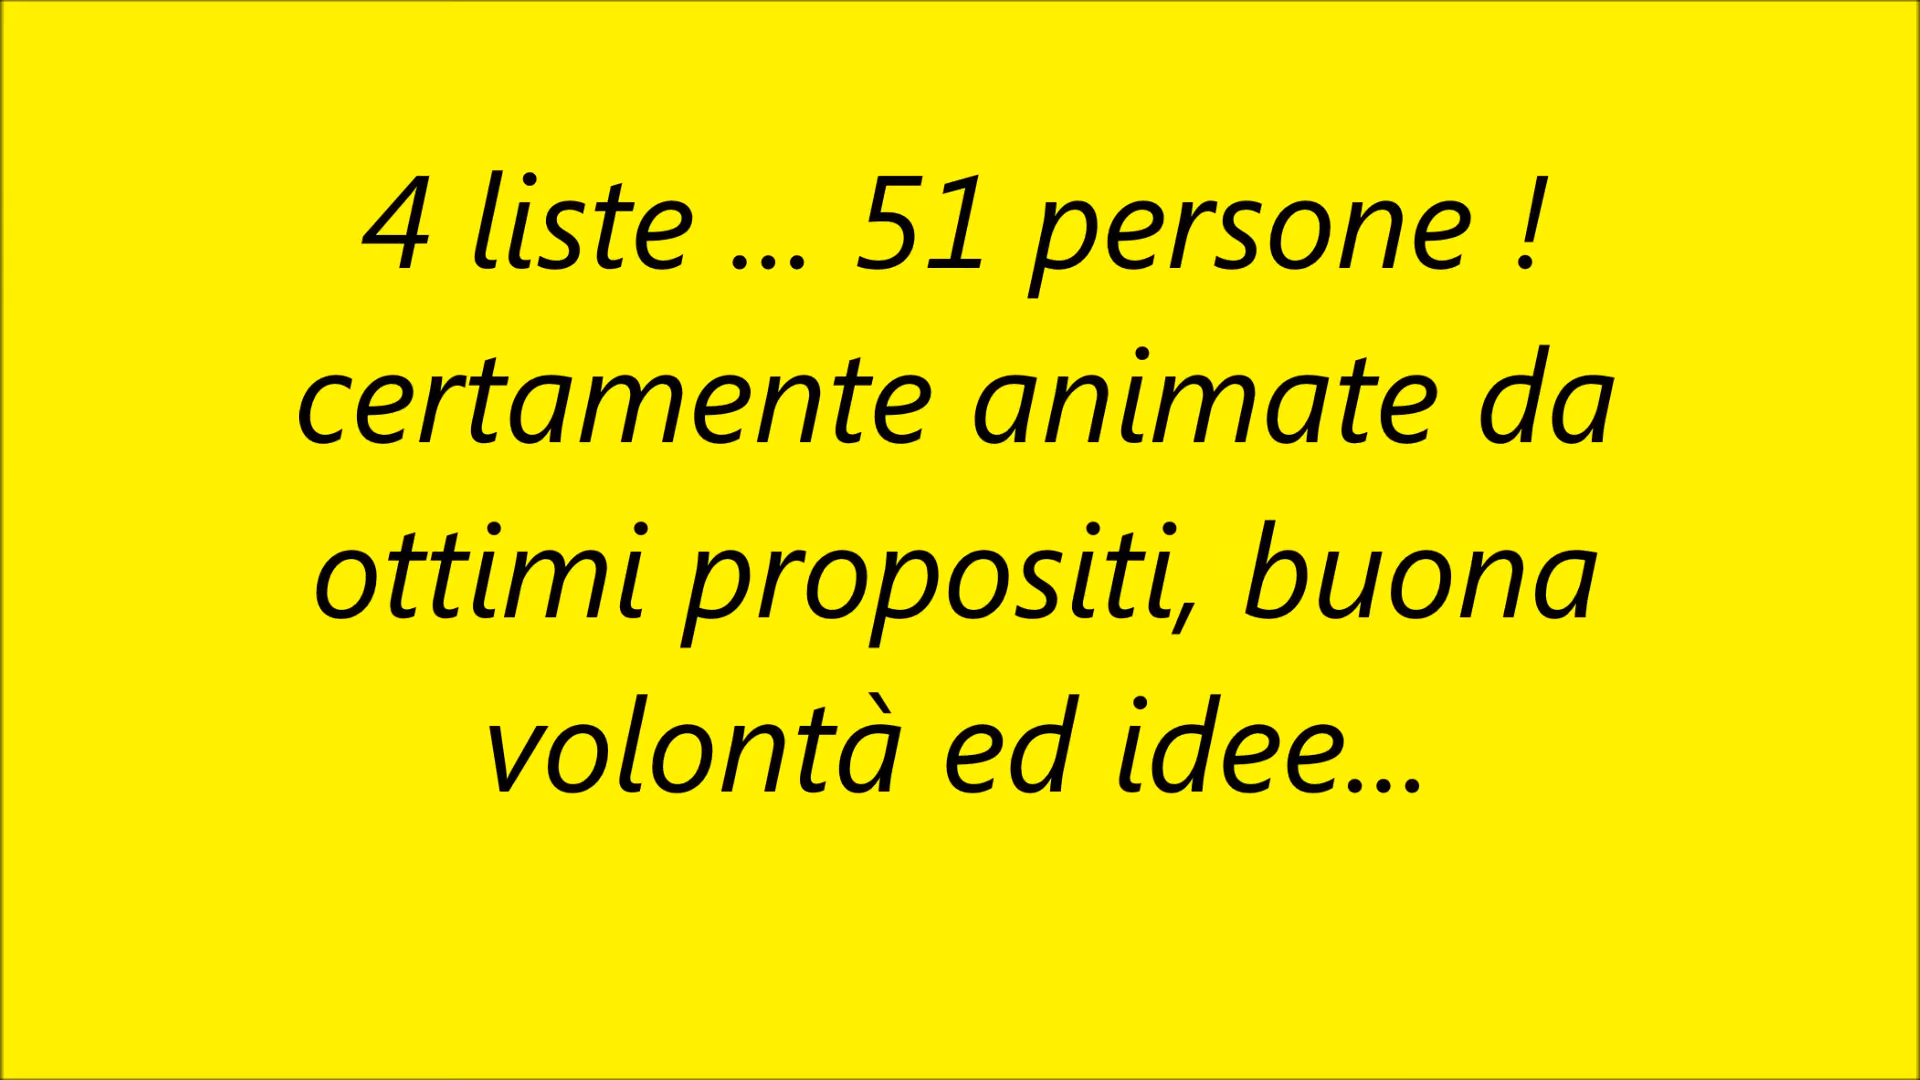 4 liste ... 51 persone !
certamente animate da
ottimi propositi, buona
volontà ed idee...